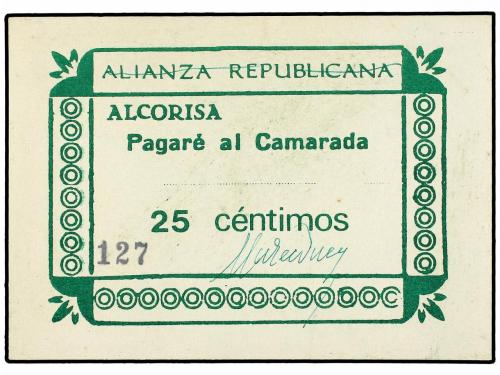 ALIANZA REPUBLICANA
ALCORISA
Pagaré al Camarada
25 céntimos
127